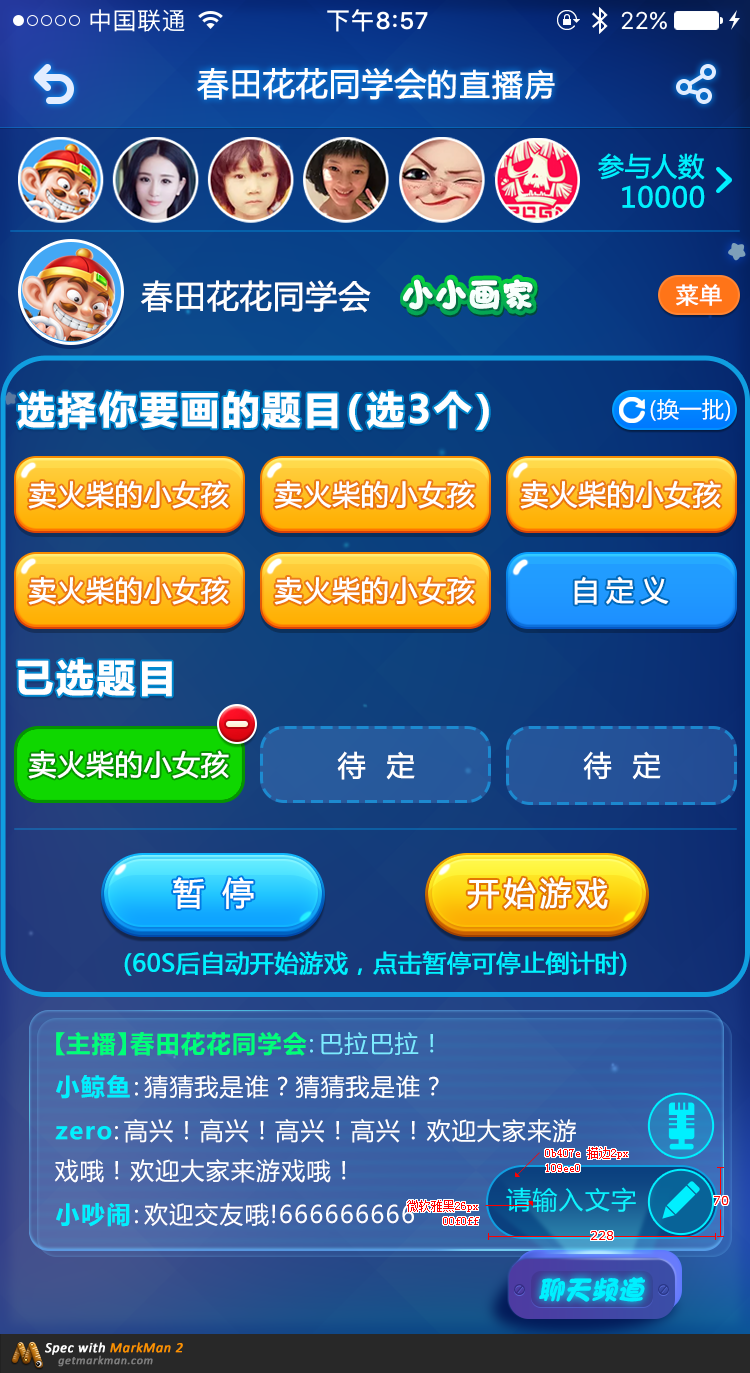 中国联通 下午8:57 22%
春田花花同学会的直播房
参与人数
10000
春田花花同学会 小小画家 菜单
选择你要画的题目(选3个) (换一批)
卖火柴的小女孩 卖火柴的小女孩 卖火柴的小女孩
卖火柴的小女孩 卖火柴的小女孩 自定义
已选题目
卖火柴的小女孩 待 定 待 定
暂 停 开始游戏
(60S后自动开始游戏，点击暂停可停止倒计时)
【主播】春田花花同学会: 巴拉巴拉！
小鲸鱼: 猜猜我是谁？猜猜我是谁？
zero: 高兴！高兴！高兴！高兴！欢迎大家来游
戏哦！欢迎大家来游戏哦！
0b407e 描边2px
109ee0
请输入文字
70
微软雅黑26px
00f0ff
小吵闹: 欢迎交友哦!666666666
228
聊天频道
Spec with MarkMan 2
getmarkman.com